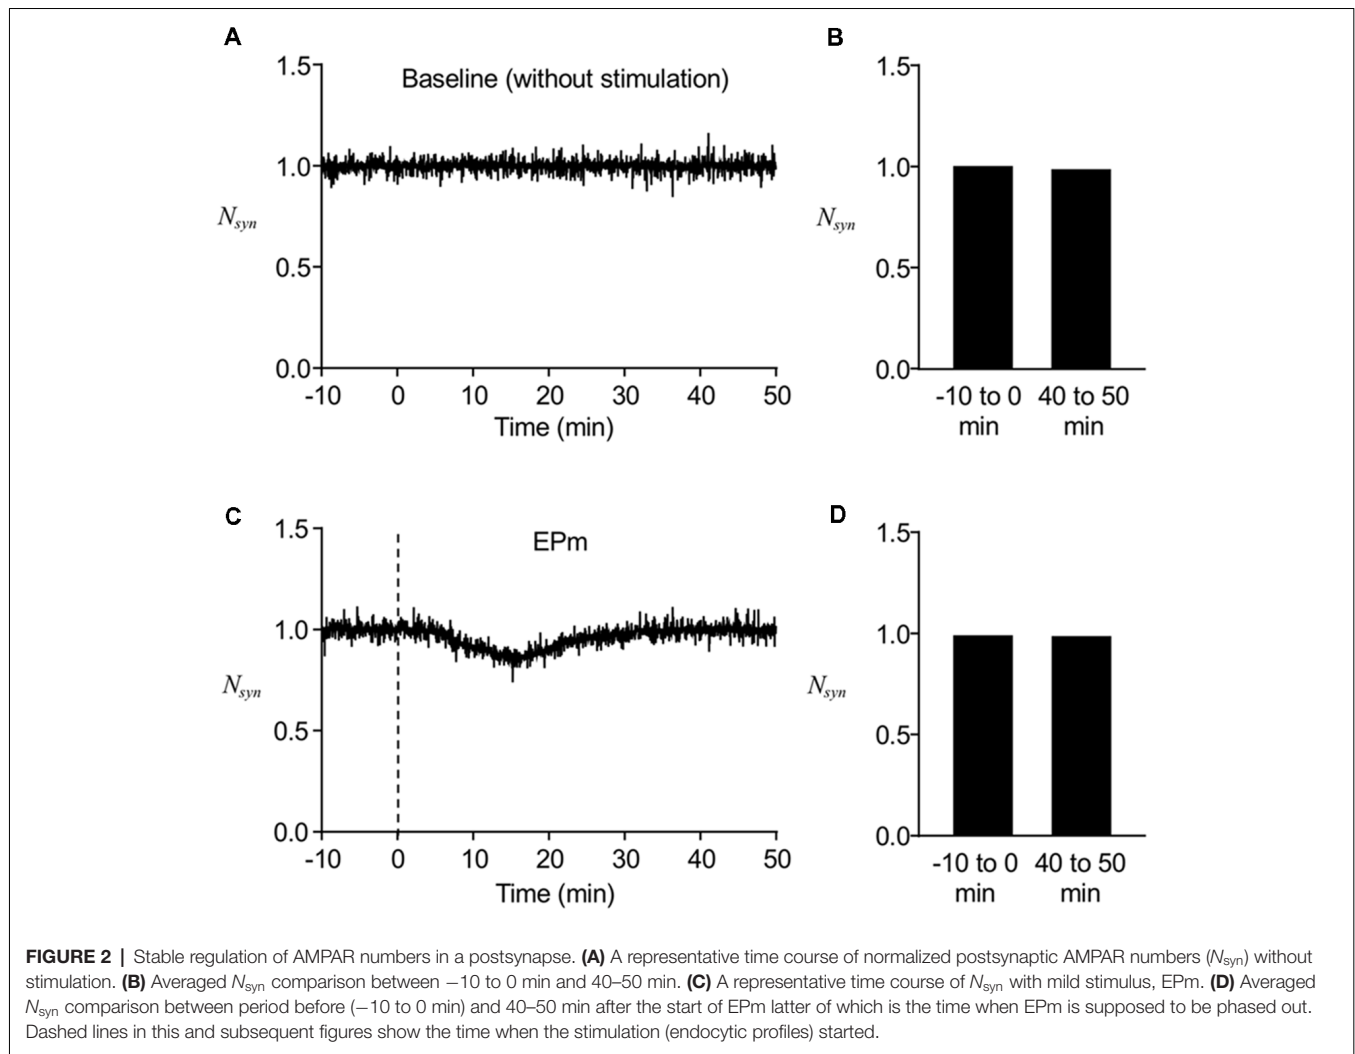 A
1.5
Baseline (without stimulation)
1.0
N_syn
0.5
0.0
-10 0 10 20 30 40 50
Time (min)
B
1.5
1.0
N_syn
0.5
0.0
-10 to 0 40 to 50
min min
C
1.5
EPm
1.0
N_syn
0.5
0.0
-10 0 10 20 30 40 50
Time (min)
D
1.5
1.0
N_syn
0.5
0.0
-10 to 0 40 to 50
min min
FIGURE 2 | Stable regulation of AMPAR numbers in a postsynapse. (A) A representative time course of normalized postsynaptic AMPAR numbers (N_syn) without
stimulation. (B) Averaged N_syn comparison between −10 to 0 min and 40–50 min. (C) A representative time course of N_syn with mild stimulus, EPm. (D) Averaged
N_syn comparison between period before (−10 to 0 min) and 40–50 min after the start of EPm latter of which is the time when EPm is supposed to be phased out.
Dashed lines in this and subsequent figures show the time when the stimulation (endocytic profiles) started.